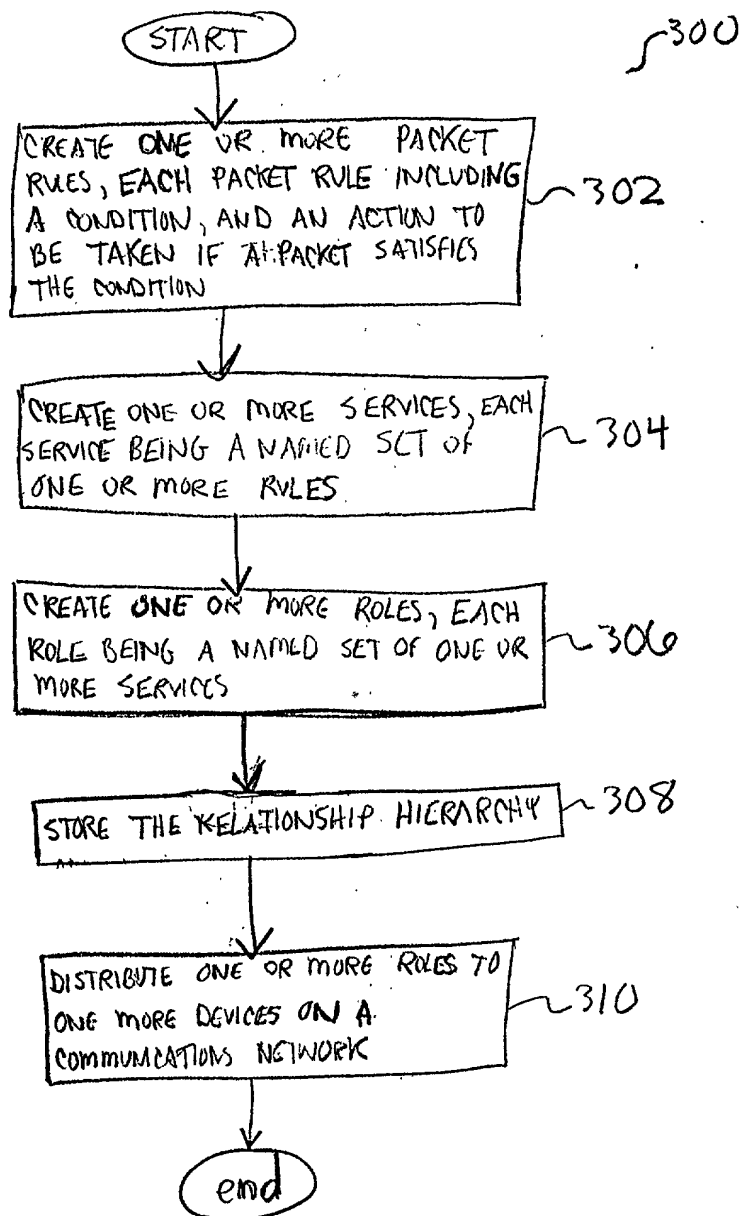 START
300
CREATE ONE OR MORE PACKET
RULES, EACH PACKET RULE INCLUDING
A CONDITION, AND AN ACTION TO
BE TAKEN IF A PACKET SATISFIES
THE CONDITION
302
CREATE ONE OR MORE SERVICES, EACH
SERVICE BEING A NAMED SET OF
ONE OR MORE RULES
304
CREATE ONE OR MORE ROLES, EACH
ROLE BEING A NAMED SET OF ONE OR
MORE SERVICES
306
STORE THE RELATIONSHIP HIERARCHY
308
DISTRIBUTE ONE OR MORE ROLES TO
ONE MORE DEVICES ON A
COMMUNICATIONS NETWORK
310
end